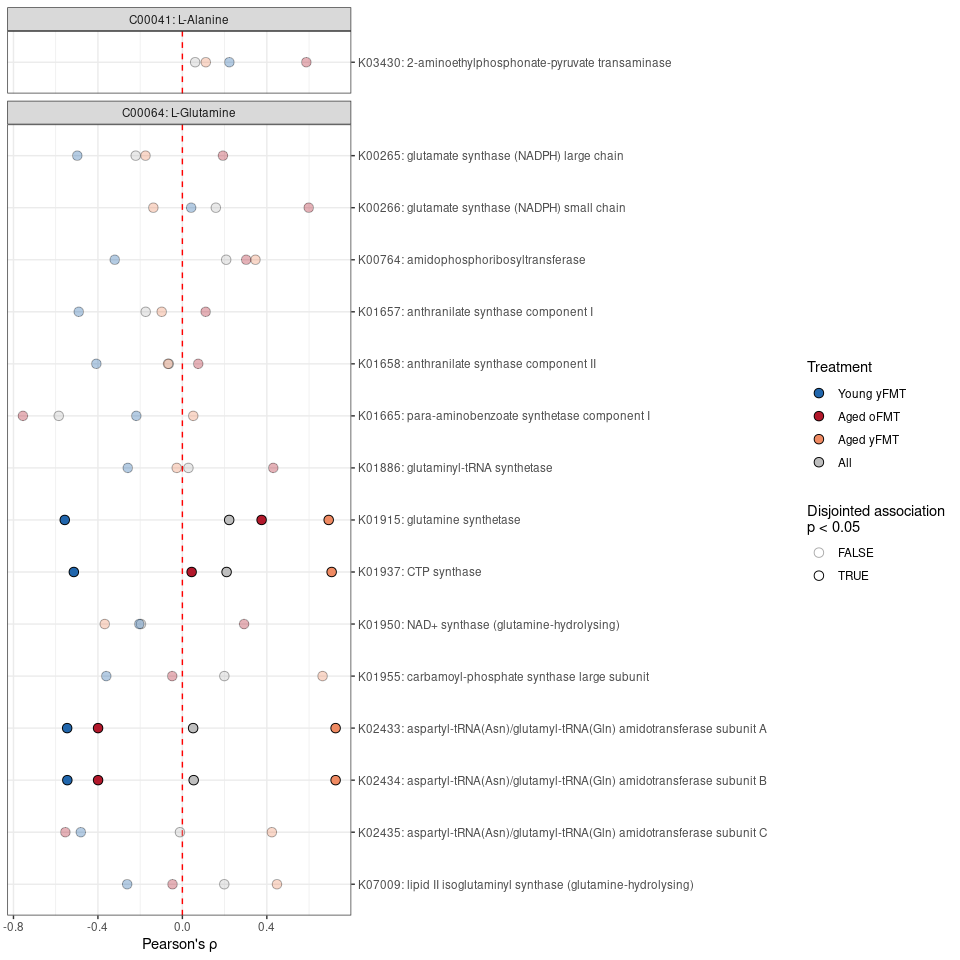 C00041: L-Alanine
K03430: 2-aminoethylphosphonate-pyruvate transaminase
C00064: L-Glutamine
K00265: glutamate synthase (NADPH) large chain
K00266: glutamate synthase (NADPH) small chain
K00764: amidophosphoribosyltransferase
K01657: anthranilate synthase component I
K01658: anthranilate synthase component II
K01665: para-aminobenzoate synthetase component I
K01886: glutaminyl-tRNA synthetase
K01915: glutamine synthetase
K01937: CTP synthase
K01950: NAD+ synthase (glutamine-hydrolysing)
K01955: carbamoyl-phosphate synthase large subunit
K02433: aspartyl-tRNA(Asn)/glutamyl-tRNA(Gln) amidotransferase subunit A
K02434: aspartyl-tRNA(Asn)/glutamyl-tRNA(Gln) amidotransferase subunit B
K02435: aspartyl-tRNA(Asn)/glutamyl-tRNA(Gln) amidotransferase subunit C
K07009: lipid II isoglutaminyl synthase (glutamine-hydrolysing)
-0.8 -0.4 0.0 0.4
Pearson's ρ
Treatment
Young yFMT
Aged oFMT
Aged yFMT
All
Disjointed association
p < 0.05
FALSE
TRUE